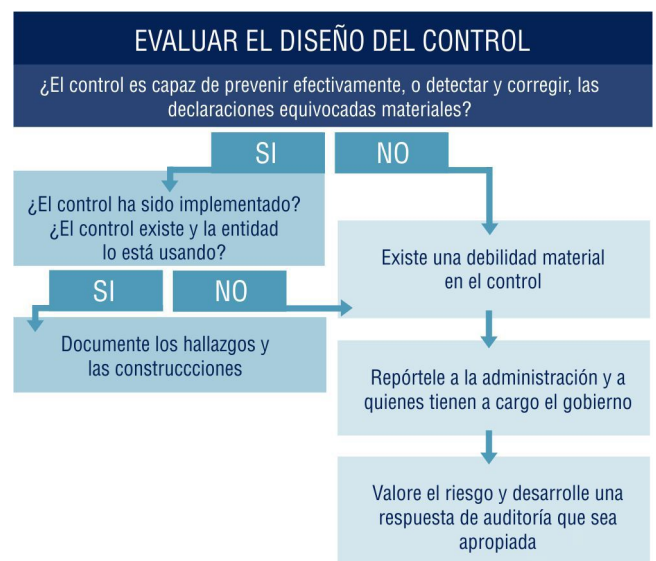 EVALUAR EL DISEÑO DEL CONTROL
¿El control es capaz de prevenir efectivamente, o detectar y corregir, las
declaraciones equivocadas materiales?
SI
NO
¿El control ha sido implementado?
¿El control existe y la entidad
lo está usando?
Existe una debilidad material
en el control
SI
NO
Documente los hallazgos y
las construccciones
Repórtele a la administración y a
quienes tienen a cargo el gobierno
Valore el riesgo y desarrolle una
respuesta de auditoría que sea
apropiada